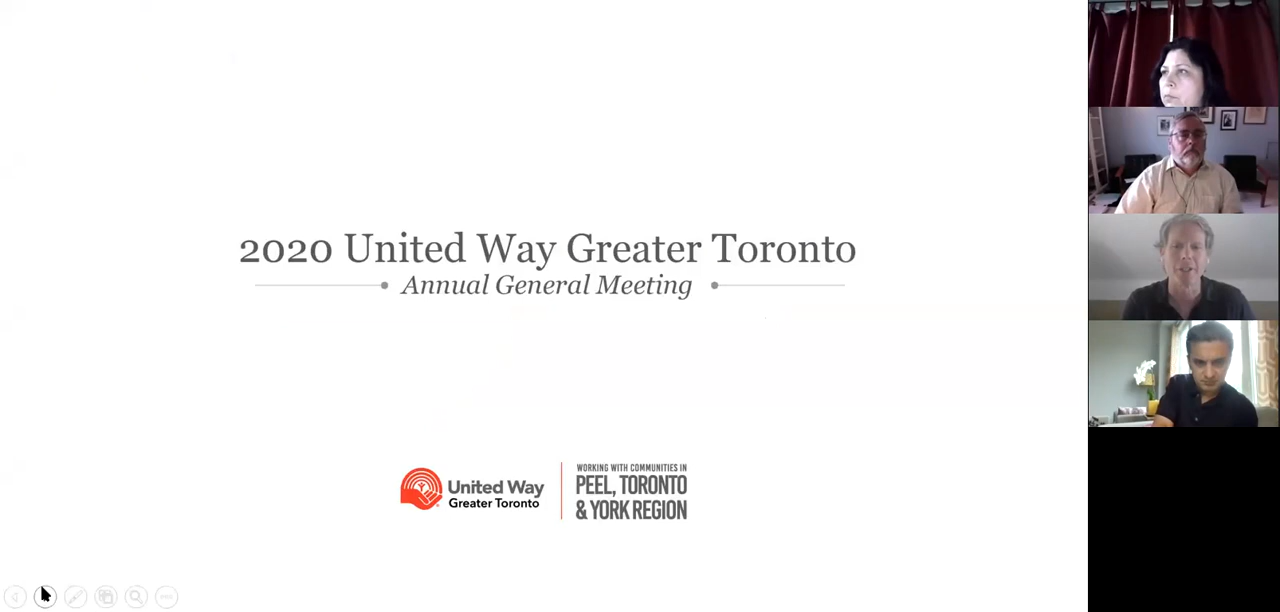 2020 United Way Greater Toronto
Annual General Meeting
United Way
Greater Toronto
WORKING WITH COMMUNITIES IN
PEEL, TORONTO
& YORK REGION